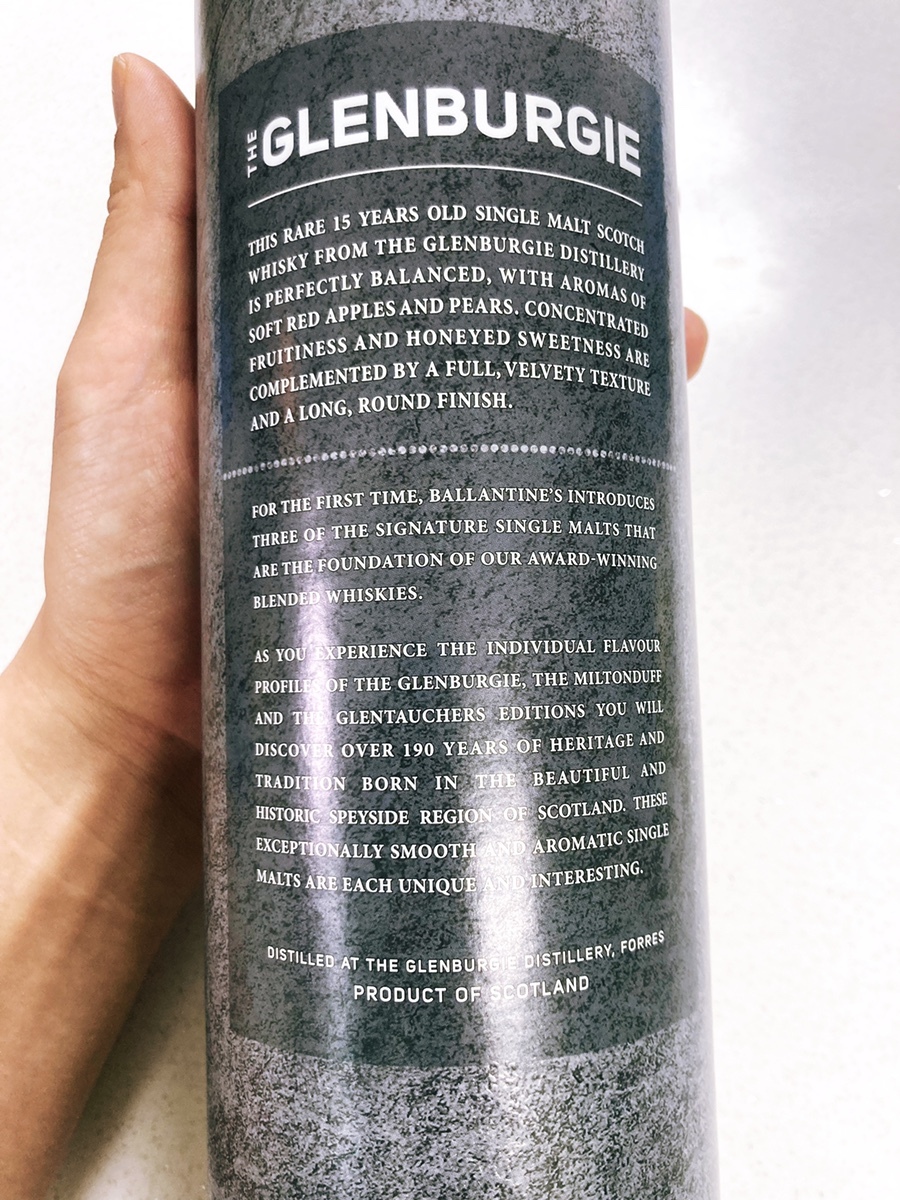 THE GLENBURGIE
THIS RARE 15 YEARS OLD SINGLE MALT SCOTCH
WHISKY FROM THE GLENBURGIE DISTILLERY
IS PERFECTLY BALANCED, WITH AROMAS OF
SOFT RED APPLES AND PEARS. CONCENTRATED
FRUITINESS AND HONEYED SWEETNESS ARE
COMPLEMENTED BY A FULL, VELVETY TEXTURE
AND A LONG, ROUND FINISH.
FOR THE FIRST TIME, BALLANTINE'S INTRODUCES
THREE OF THE SIGNATURE SINGLE MALTS THAT
ARE THE FOUNDATION OF OUR AWARD-WINNING
BLENDED WHISKIES.
AS YOU EXPERIENCE THE INDIVIDUAL FLAVOUR
PROFILES OF THE GLENBURGIE, THE MILTONDUFF
AND THE GLENTAUCHERS EDITIONS YOU WILL
DISCOVER OVER 190 YEARS OF HERITAGE AND
TRADITION BORN IN THE BEAUTIFUL AND
HISTORIC SPEYSIDE REGION OF SCOTLAND. THESE
EXCEPTIONALLY SMOOTH AND AROMATIC SINGLE
MALTS ARE EACH UNIQUE AND INTERESTING.
DISTILLED AT THE GLENBURGIE DISTILLERY, FORRES
PRODUCT OF SCOTLAND